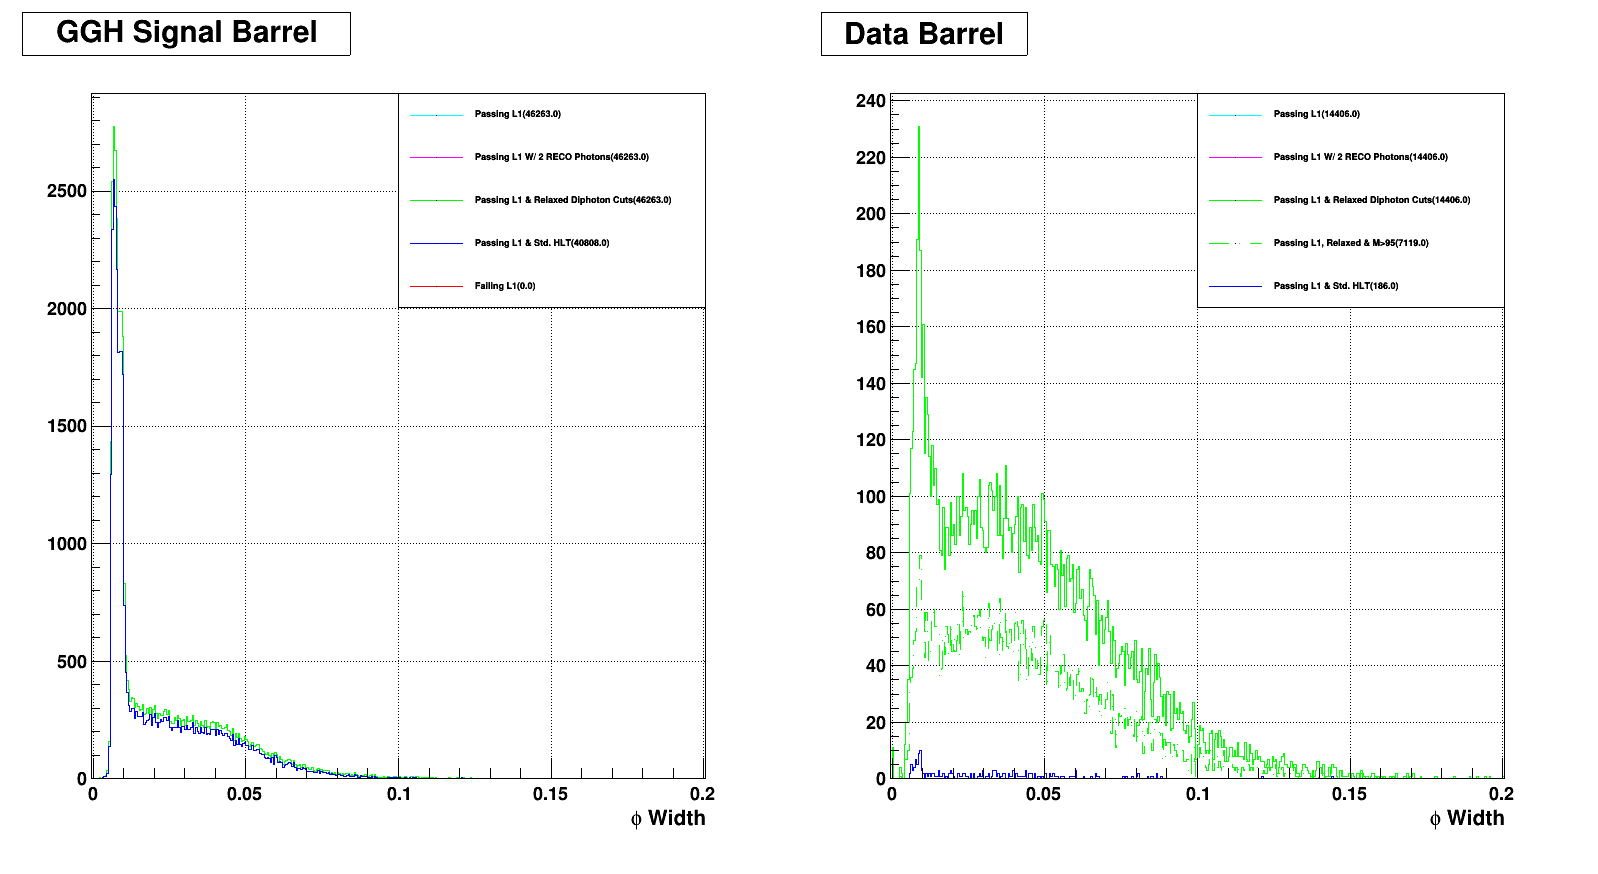 GGH Signal Barrel
Passing L1(46263.0)
Passing L1 W/ 2 RECO Photons(46263.0)
Passing L1 & Relaxed Diphoton Cuts(46263.0)
Passing L1 & Std. HLT(40808.0)
Failing L1(0.0)
2500
2000
1500
1000
500
0
0 0.05 0.1 0.15 0.2
ϕ Width
Data Barrel
Passing L1(14406.0)
Passing L1 W/ 2 RECO Photons(14406.0)
Passing L1 & Relaxed Diphoton Cuts(14406.0)
Passing L1, Relaxed & M>95(7119.0)
Passing L1 & Std. HLT(186.0)
240
220
200
180
160
140
120
100
80
60
40
20
0
0 0.05 0.1 0.15 0.2
ϕ Width